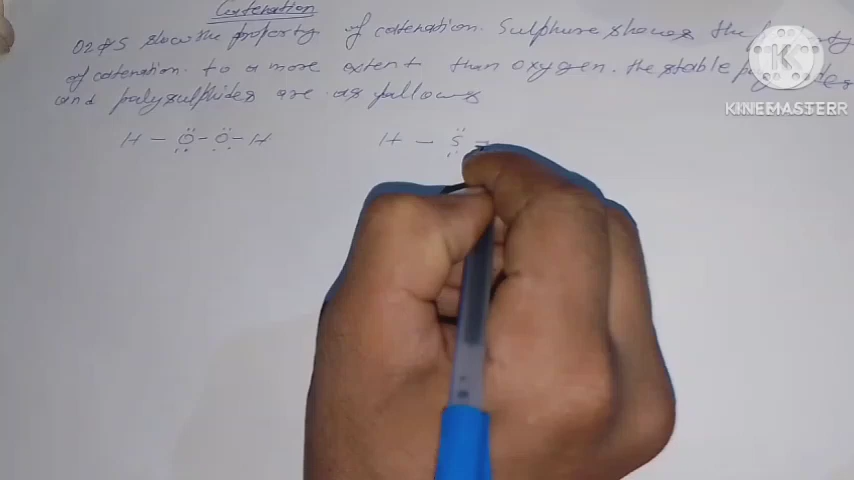 Catenation
O2 & S show the property of catenation. Sulphure shows the
of catenation. to a more extent than oxygen. the stable
and polysulphides are as follows
H - Ö - Ö - H H - S̈ -
KINEMASTER